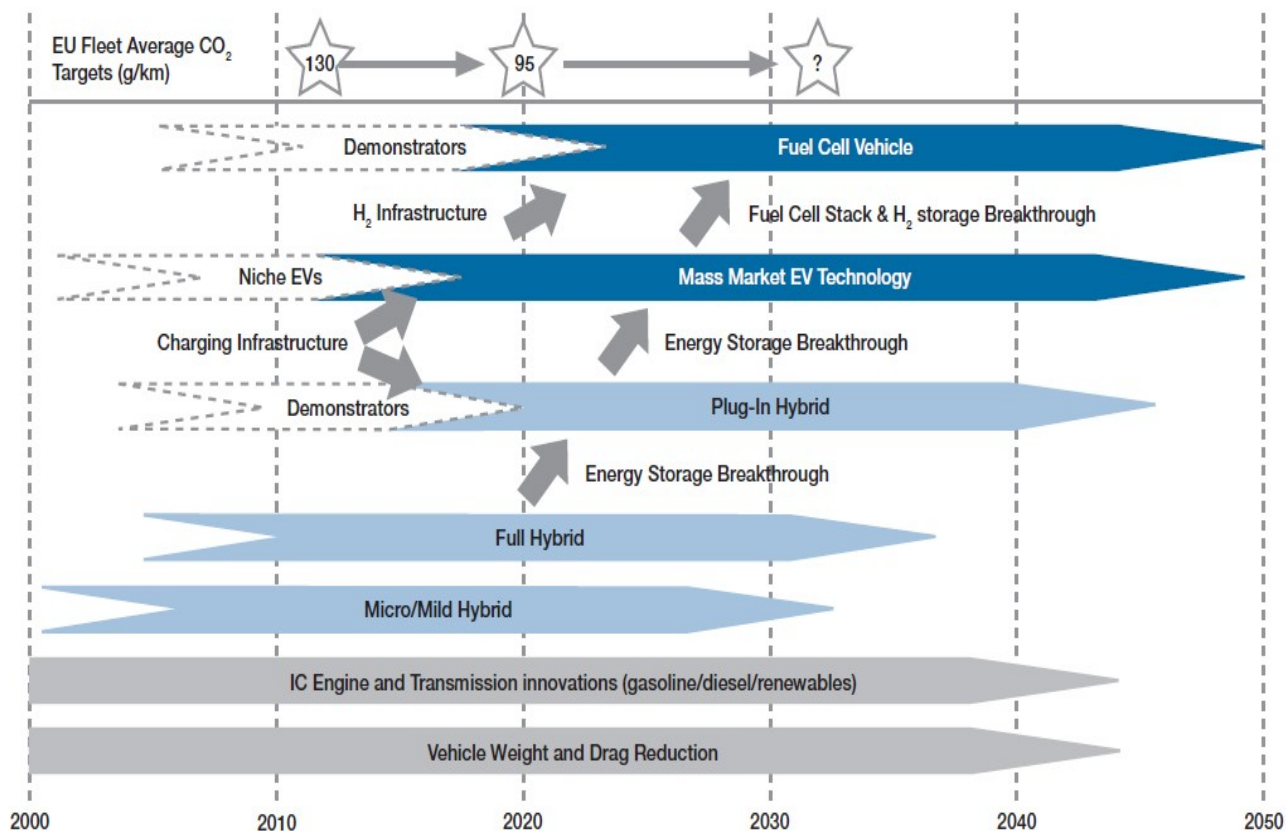 EU Fleet Average CO₂
Targets (g/km)
130
95
?
Demonstrators
Fuel Cell Vehicle
H₂ Infrastructure
Fuel Cell Stack & H₂ storage Breakthrough
Niche EVs
Mass Market EV Technology
Charging Infrastructure
Energy Storage Breakthrough
Demonstrators
Plug-In Hybrid
Energy Storage Breakthrough
Full Hybrid
Micro/Mild Hybrid
IC Engine and Transmission innovations (gasoline/diesel/renewables)
Vehicle Weight and Drag Reduction
2000 2010 2020 2030 2040 2050